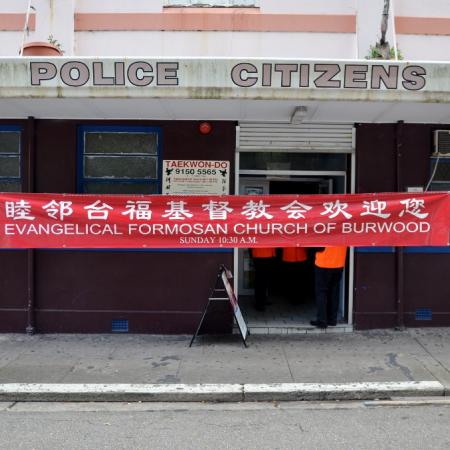 POLICE CITIZENS
TAEKWON-DO
9150 5565
睦邻台福基督教会欢迎您
EVANGELICAL FORMOSAN CHURCH OF BURWOOD
SUNDAY 10:30 A.M.